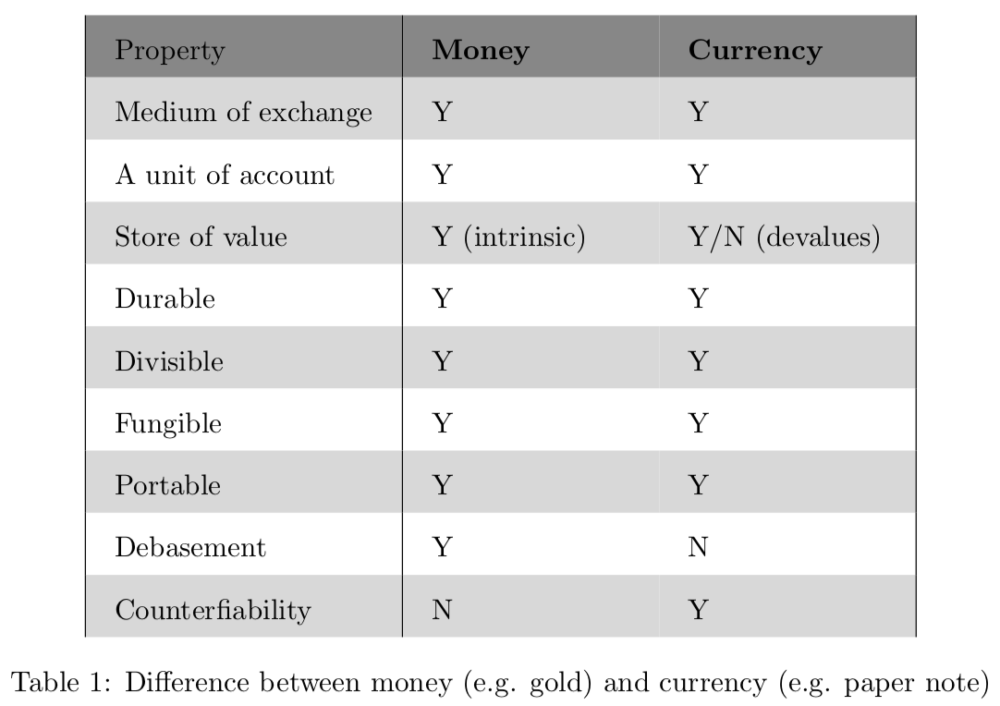 Property Money Currency
Medium of exchange Y Y
A unit of account Y Y
Store of value Y (intrinsic) Y/N (devalues)
Durable Y Y
Divisible Y Y
Fungible Y Y
Portable Y Y
Debasement Y N
Counterfiability N Y
Table 1: Difference between money (e.g. gold) and currency (e.g. paper note)